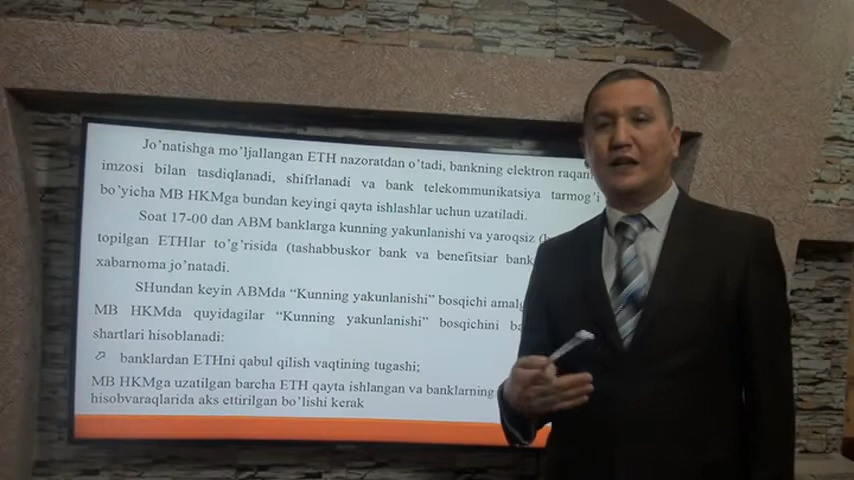 Jo'natishga mo'ljallangan ETH nazoratdan o'tadi, bankning elektron raqam
imzosi bilan tasdiqlanadi, shifrlanadi va bank telekommunikatsiya tarmog'i
bo'yicha MB HKMga bundan keyingi qayta ishlashlar uchun uzatiladi.
Soat 17-00 dan ABM banklarga kunning yakunlanishi va yaroqsiz
topilgan ETHlar to'g'risida (tashabbuskor bank va benefitsiar bank
xabarnoma jo'natadi.
SHundan keyin ABMda “Kunning yakunlanishi” bosqichi
MB HKMda quyidagilar “Kunning yakunlanishi” bosqichini
shartlari hisoblanadi:
banklardan ETHni qabul qilish vaqtining tugashi;
MB HKMga uzatilgan barcha ETH qayta ishlangan va banklarning
hisobvaraqlarida aks ettirilgan bo'lishi kerak